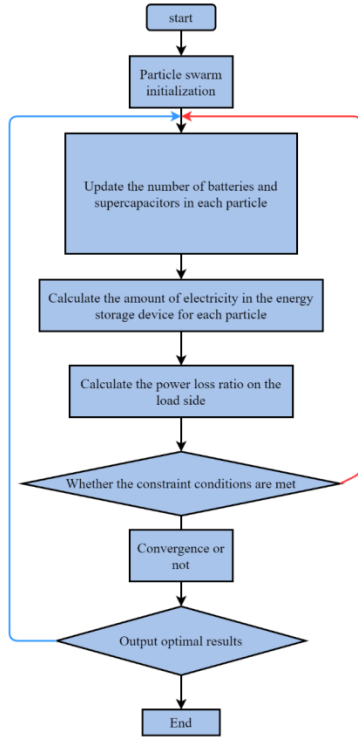 start
Particle swarm
initialization
Update the number of batteries and
supercapacitors in each particle
Calculate the amount of electricity in the energy
storage device for each particle
Calculate the power loss ratio on the
load side
Whether the constraint conditions are met
Convergence or
not
Output optimal results
End